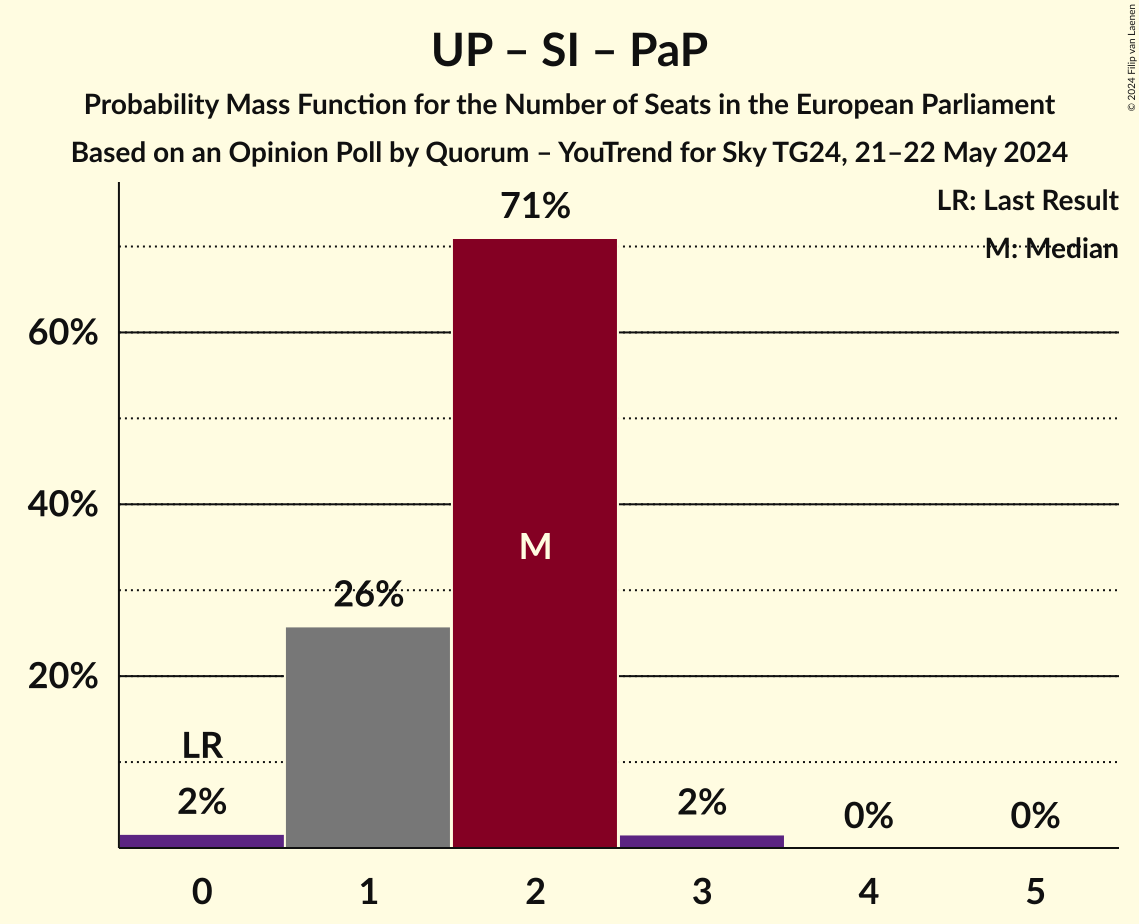 UP – SI – PaP
Probability Mass Function for the Number of Seats in the European Parliament
Based on an Opinion Poll by Quorum – YouTrend for Sky TG24, 21–22 May 2024
© 2024 Filip van Laenen
LR: Last Result
M: Median
71%
60%
40%
M
26%
20%
LR
2%
2%
0%
0%
0
1
2
3
4
5